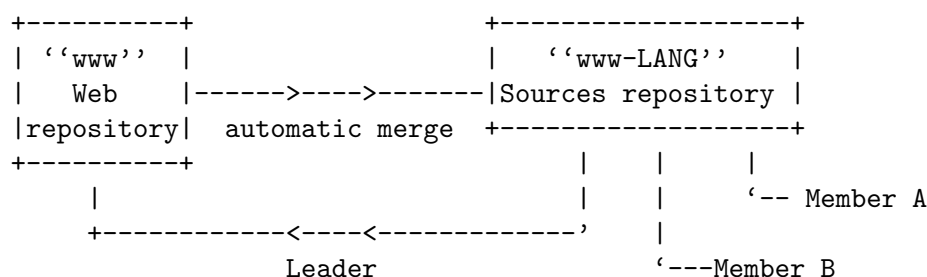 +----------+                          +-------------------+
| ‘‘www’’  |                          |   ‘‘www-LANG’’    |
|   Web    |------>---->-------|Sources repository |
|repository|  automatic merge  +-------------------+
+----------+                              |    |     |
     |                                    |    |     ‘-- Member A
     +------------<----<-------------’    |
                Leader                  ‘---Member B